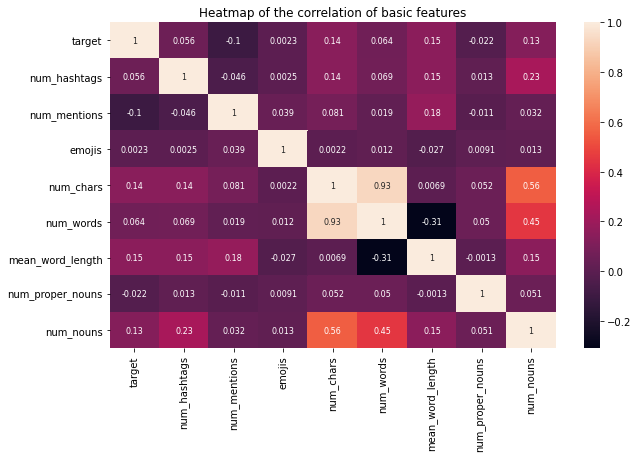 Heatmap of the correlation of basic features
target 1 0.056 -0.1 0.0023 0.14 0.064 0.15 -0.022 0.13
num_hashtags 0.056 1 -0.046 0.0025 0.14 0.069 0.15 0.013 0.23
num_mentions -0.1 -0.046 1 0.039 0.081 0.019 0.18 -0.011 0.032
emojis 0.0023 0.0025 0.039 1 0.0022 0.012 -0.027 0.0091 0.013
num_chars 0.14 0.14 0.081 0.0022 1 0.93 0.0069 0.052 0.56
num_words 0.064 0.069 0.019 0.012 0.93 1 -0.31 0.05 0.45
mean_word_length 0.15 0.15 0.18 -0.027 0.0069 -0.31 1 -0.0013 0.15
num_proper_nouns -0.022 0.013 -0.011 0.0091 0.052 0.05 -0.0013 1 0.051
num_nouns 0.13 0.23 0.032 0.013 0.56 0.45 0.15 0.051 1
target
num_hashtags
num_mentions
emojis
num_chars
num_words
mean_word_length
num_proper_nouns
num_nouns
1.0
0.8
0.6
0.4
0.2
0.0
−0.2